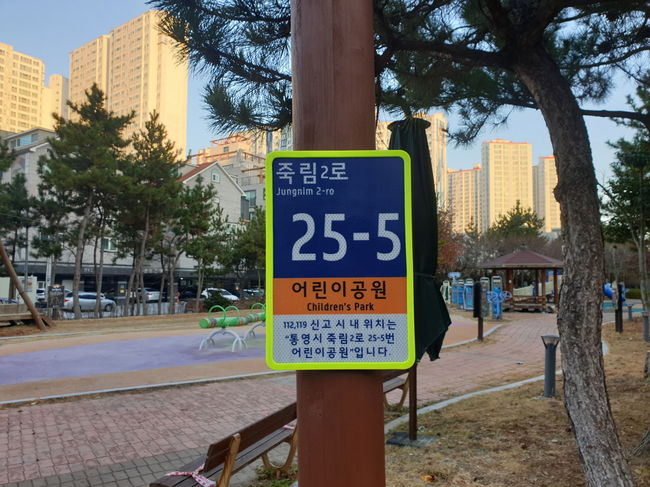 죽림2로
Jungnim 2-ro
25-5
어린이공원
Children's Park
112,119 신고 시 내 위치는
"통영시 죽림2로 25-5번
어린이공원"입니다.